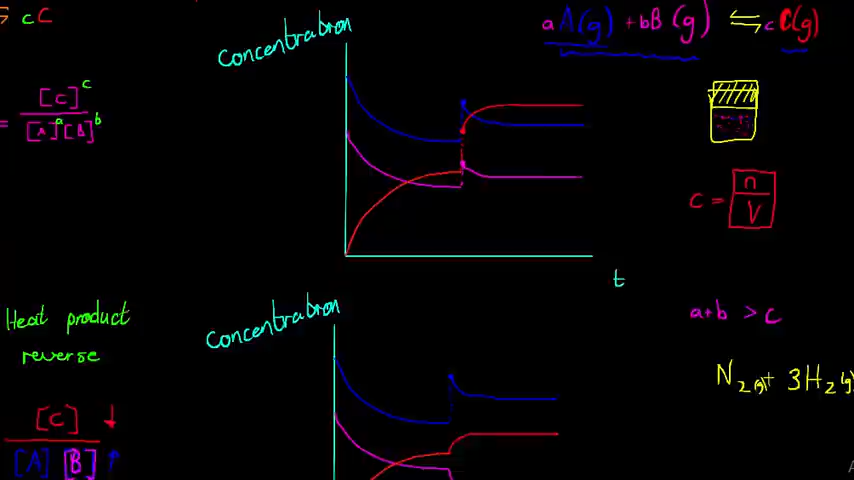 ⇌ cC
concentration
aA(g) + bB(g) ⇌ cC(g)
= [C]^c / [A]^a [B]^b
c = n / V
t
Heat product
reverse
concentration
a+b > c
N2(g) + 3H2(g)
[C] ↓
[A] [B] ↑